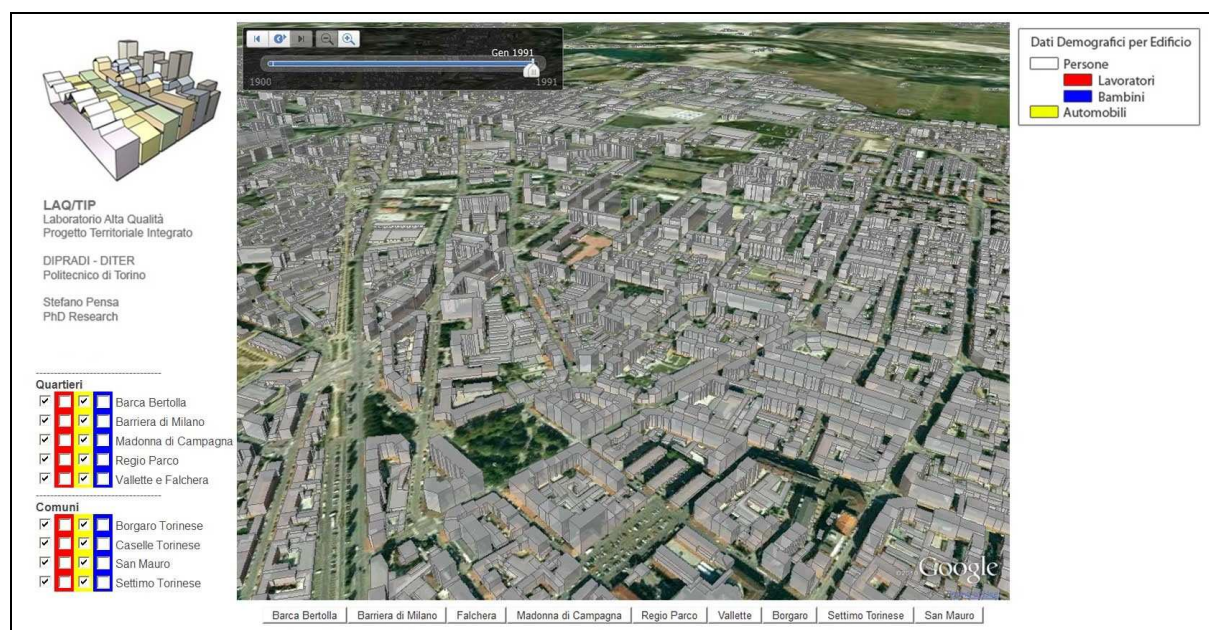 LAQ/TIP
Laboratorio Alta Qualità
Progetto Territoriale Integrato
DIPRADI - DITER
Politecnico di Torino
Stefano Pensa
PhD Research
Quartieri
Barca Bertolla
Barriera di Milano
Madonna di Campagna
Regio Parco
Vallette e Falchera
Comuni
Borgaro Torinese
Caselle Torinese
San Mauro
Settimo Torinese
Gen 1991
1900 1991
Google
Barca Bertolla Barriera di Milano Falchera Madonna di Campagna Regio Parco Vallette Borgaro Settimo Torinese San Mauro
Dati Demografici per Edificio
Persone
Lavoratori
Bambini
Automobili